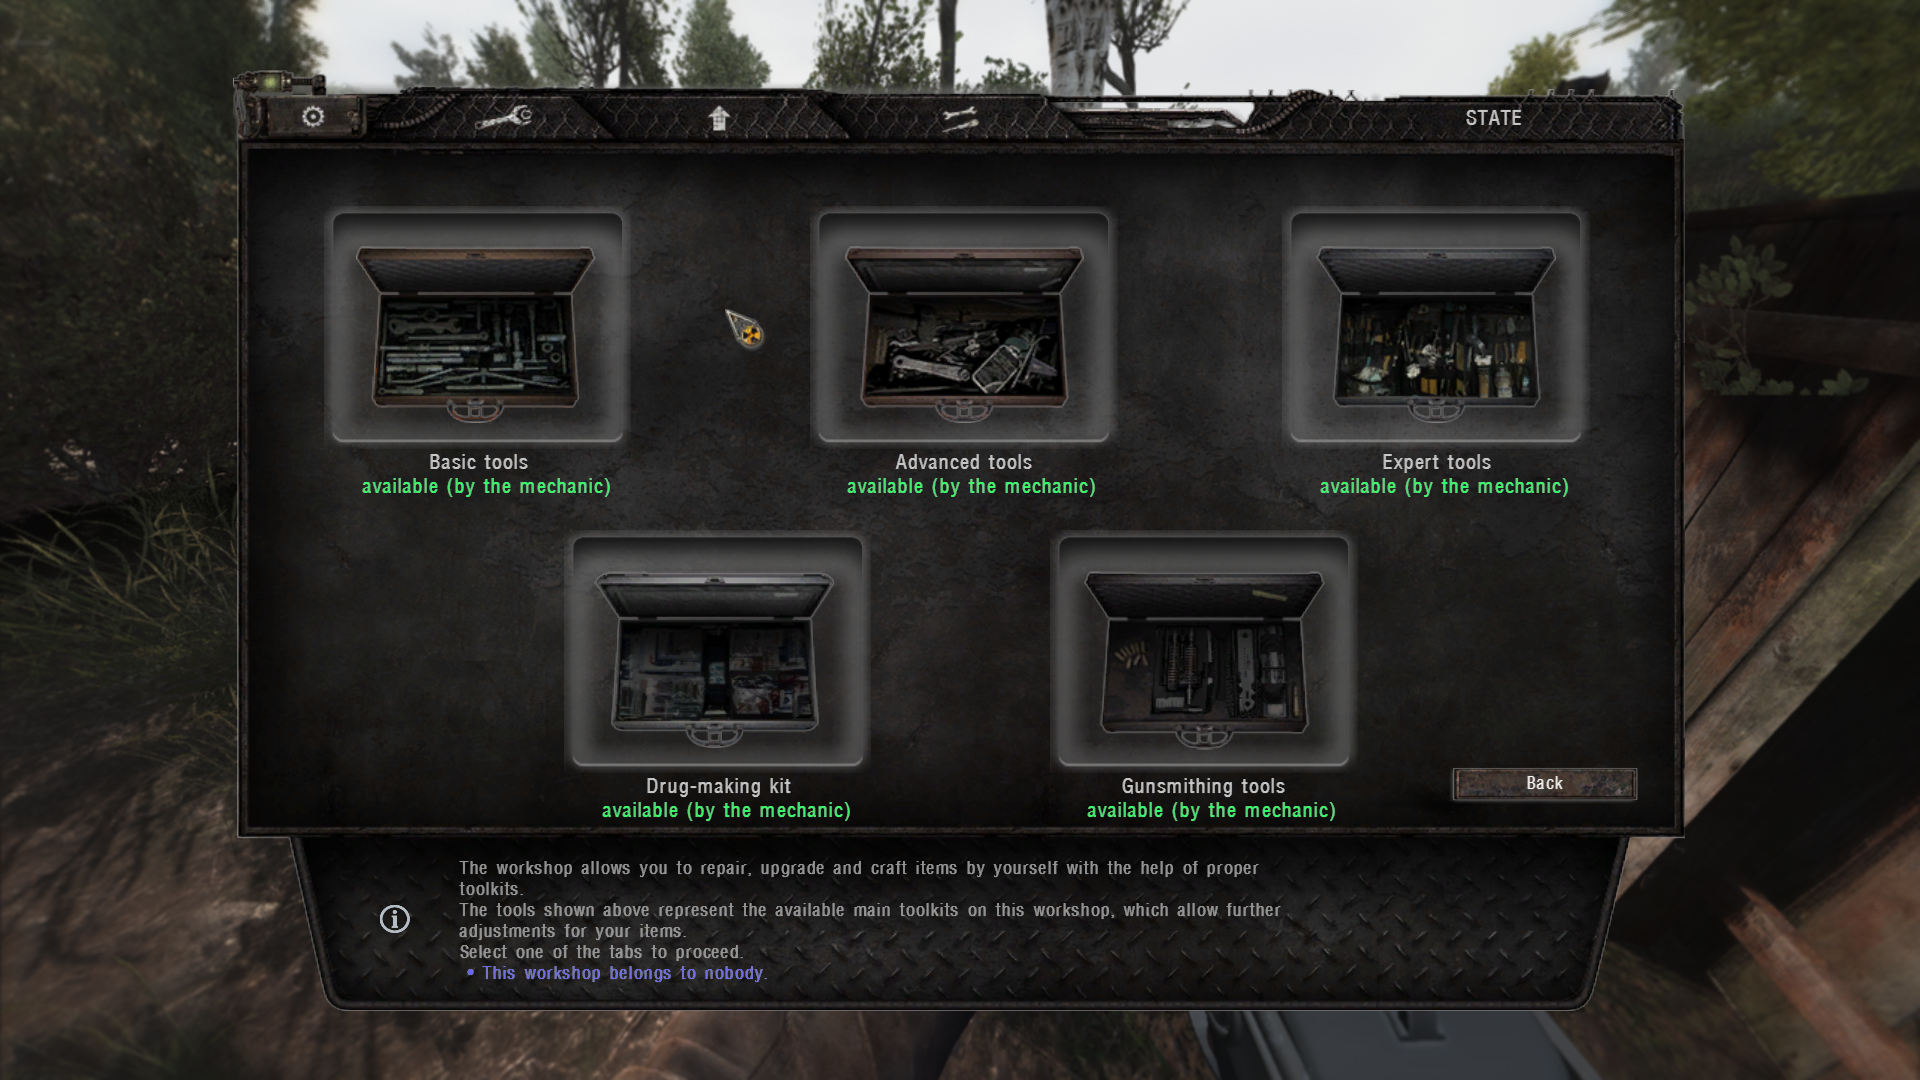 STATE
Basic tools
available (by the mechanic)
Advanced tools
available (by the mechanic)
Expert tools
available (by the mechanic)
Drug-making kit
available (by the mechanic)
Gunsmithing tools
available (by the mechanic)
Back
The workshop allows you to repair, upgrade and craft items by yourself with the help of proper
toolkits.
The tools shown above represent the available main toolkits on this workshop, which allow further
adjustments for your items.
Select one of the tabs to proceed.
• This workshop belongs to nobody.